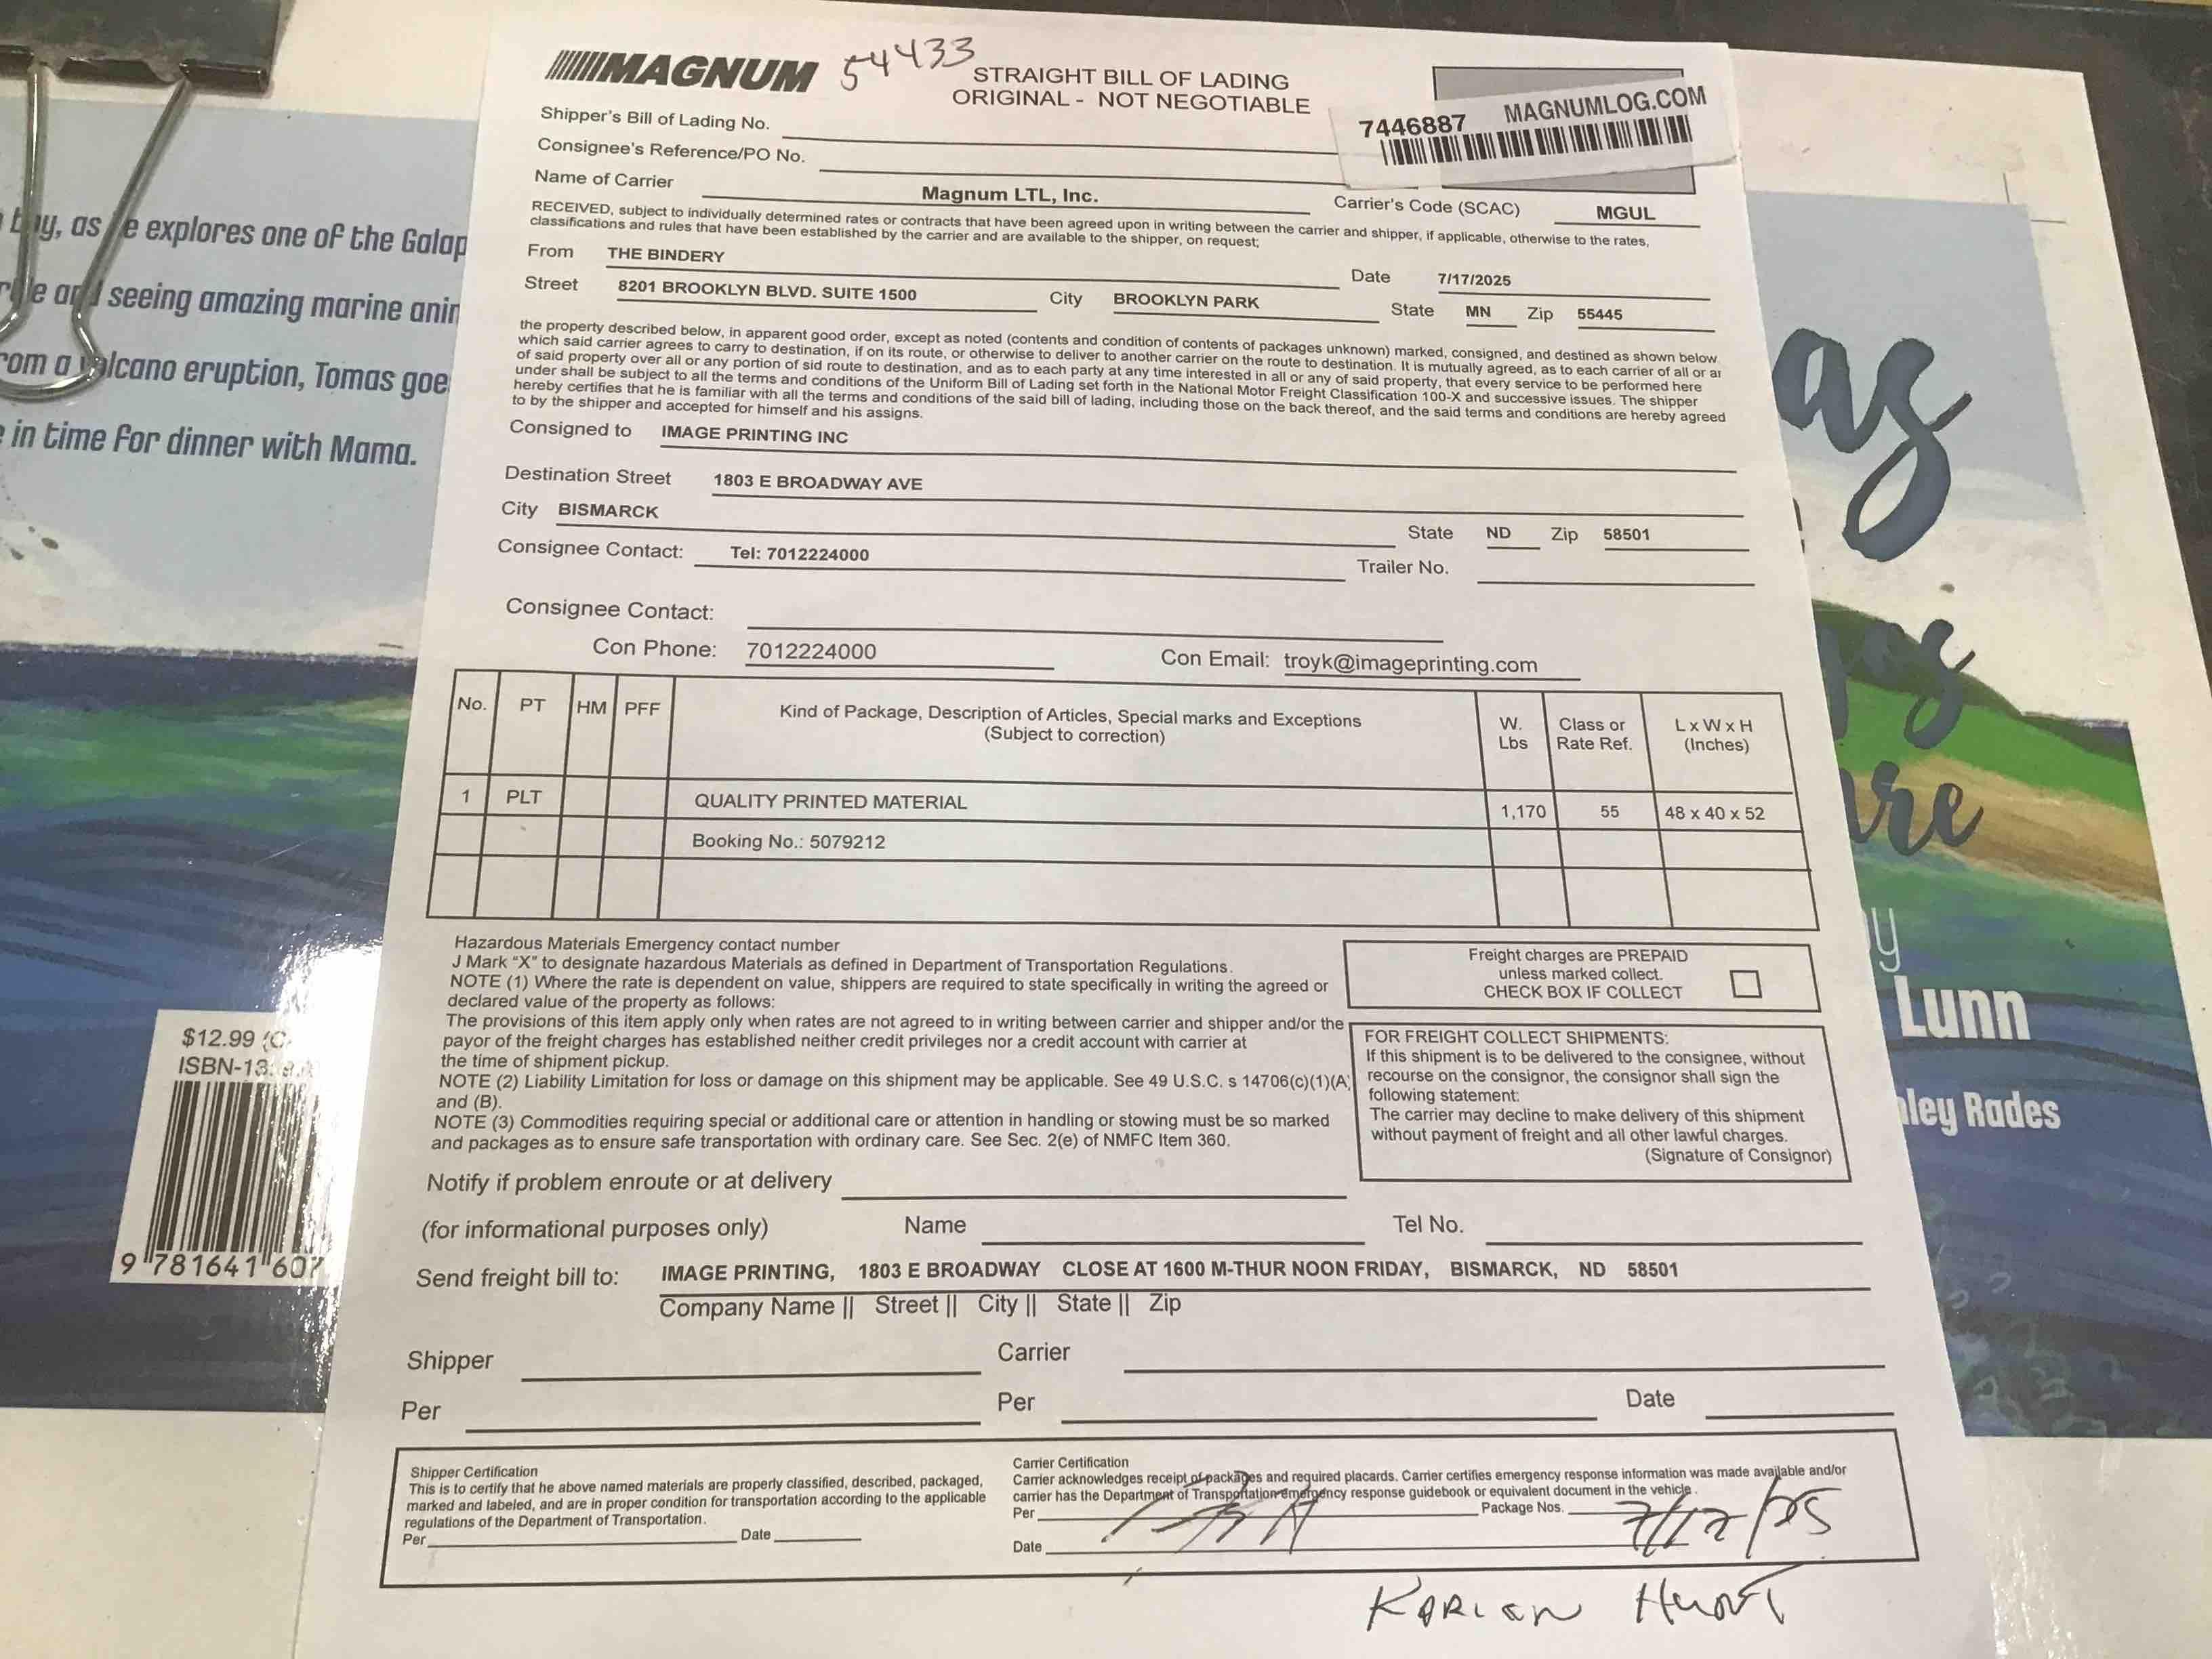 MAGNUM
54433
STRAIGHT BILL OF LADING
ORIGINAL - NOT NEGOTIABLE
7446887 MAGNUMLOG.COM
Shipper's Bill of Lading No.
Consignee's Reference/PO No.
Name of Carrier Magnum LTL, Inc. Carrier's Code (SCAC) MGUL
RECEIVED, subject to individually determined rates or contracts that have been agreed upon in writing between the carrier and shipper, if applicable, otherwise to the rates,
classifications and rules that have been established by the carrier and are available to the shipper, on request;
From THE BINDERY Date 7/17/2025
Street 8201 BROOKLYN BLVD. SUITE 1500 City BROOKLYN PARK State MN Zip 55445
the property described below, in apparent good order, except as noted (contents and condition of contents of packages unknown) marked, consigned, and destined as shown below
which said carrier agrees to carry to destination, if on its route, or otherwise to deliver to another carrier on the route to destination. It is mutually agreed, as to each carrier of all or
of said property over all or any portion of sid route to destination, and as to each party at any time interested in all or any of said property, that every service to be performed here
under shall be subject to all the terms and conditions of the Uniform Bill of Lading set forth in the National Motor Freight Classification 100-X and successive issues. The shipper
hereby certifies that he is familiar with all the terms and conditions of the said bill of lading, including those on the back thereof, and the said terms and conditions are hereby agreed
to by the shipper and accepted for himself and his assigns.
Consigned to IMAGE PRINTING INC
Destination Street 1803 E BROADWAY AVE
City BISMARCK State ND Zip 58501
Consignee Contact: Tel: 7012224000 Trailer No.
Consignee Contact:
Con Phone: 7012224000 Con Email: troyk@imageprinting.com
No. PT HM PFF Kind of Package, Description of Articles, Special marks and Exceptions W. Class or L x W x H
(Subject to correction) Lbs Rate Ref. (Inches)
1 PLT QUALITY PRINTED MATERIAL 1,170 55 48 x 40 x 52
Booking No.: 5079212
Hazardous Materials Emergency contact number
J Mark "X" to designate hazardous Materials as defined in Department of Transportation Regulations.
NOTE (1) Where the rate is dependent on value, shippers are required to state specifically in writing the agreed or
declared value of the property as follows:
The provisions of this item apply only when rates are not agreed to in writing between carrier and shipper and/or the
payor of the freight charges has established neither credit privileges nor a credit account with carrier at
the time of shipment pickup.
NOTE (2) Liability Limitation for loss or damage on this shipment may be applicable. See 49 U.S.C. s 14706(c)(1)(A)
and (B).
NOTE (3) Commodities requiring special or additional care or attention in handling or stowing must be so marked
and packages as to ensure safe transportation with ordinary care. See Sec. 2(e) of NMFC Item 360.
Freight charges are PREPAID
unless marked collect.
CHECK BOX IF COLLECT
FOR FREIGHT COLLECT SHIPMENTS:
If this shipment is to be delivered to the consignee, without
recourse on the consignor, the consignor shall sign the
following statement:
The carrier may decline to make delivery of this shipment
without payment of freight and all other lawful charges.
(Signature of Consignor)
Notify if problem enroute or at delivery
(for informational purposes only) Name Tel No.
Send freight bill to: IMAGE PRINTING, 1803 E BROADWAY CLOSE AT 1600 M-THUR NOON FRIDAY, BISMARCK, ND 58501
Company Name || Street || City || State || Zip
Shipper Carrier
Per Per Date
Shipper Certification
This is to certify that he above named materials are properly classified, described, packaged,
marked and labeled, and are in proper condition for transportation according to the applicable
regulations of the Department of Transportation.
Per Date
Carrier Certification
Carrier acknowledges receipt of packages and required placards. Carrier certifies emergency response information was made available and/or
carrier has the Department of Transportation emergency response guidebook or equivalent document in the vehicle.
Per Package Nos.
Date
explores one of the
seeing amazing marine
eruption, Tomas
in time for dinner with Mama.
$12.99
ISBN-13:
9 781641 607
Lunn
Rades